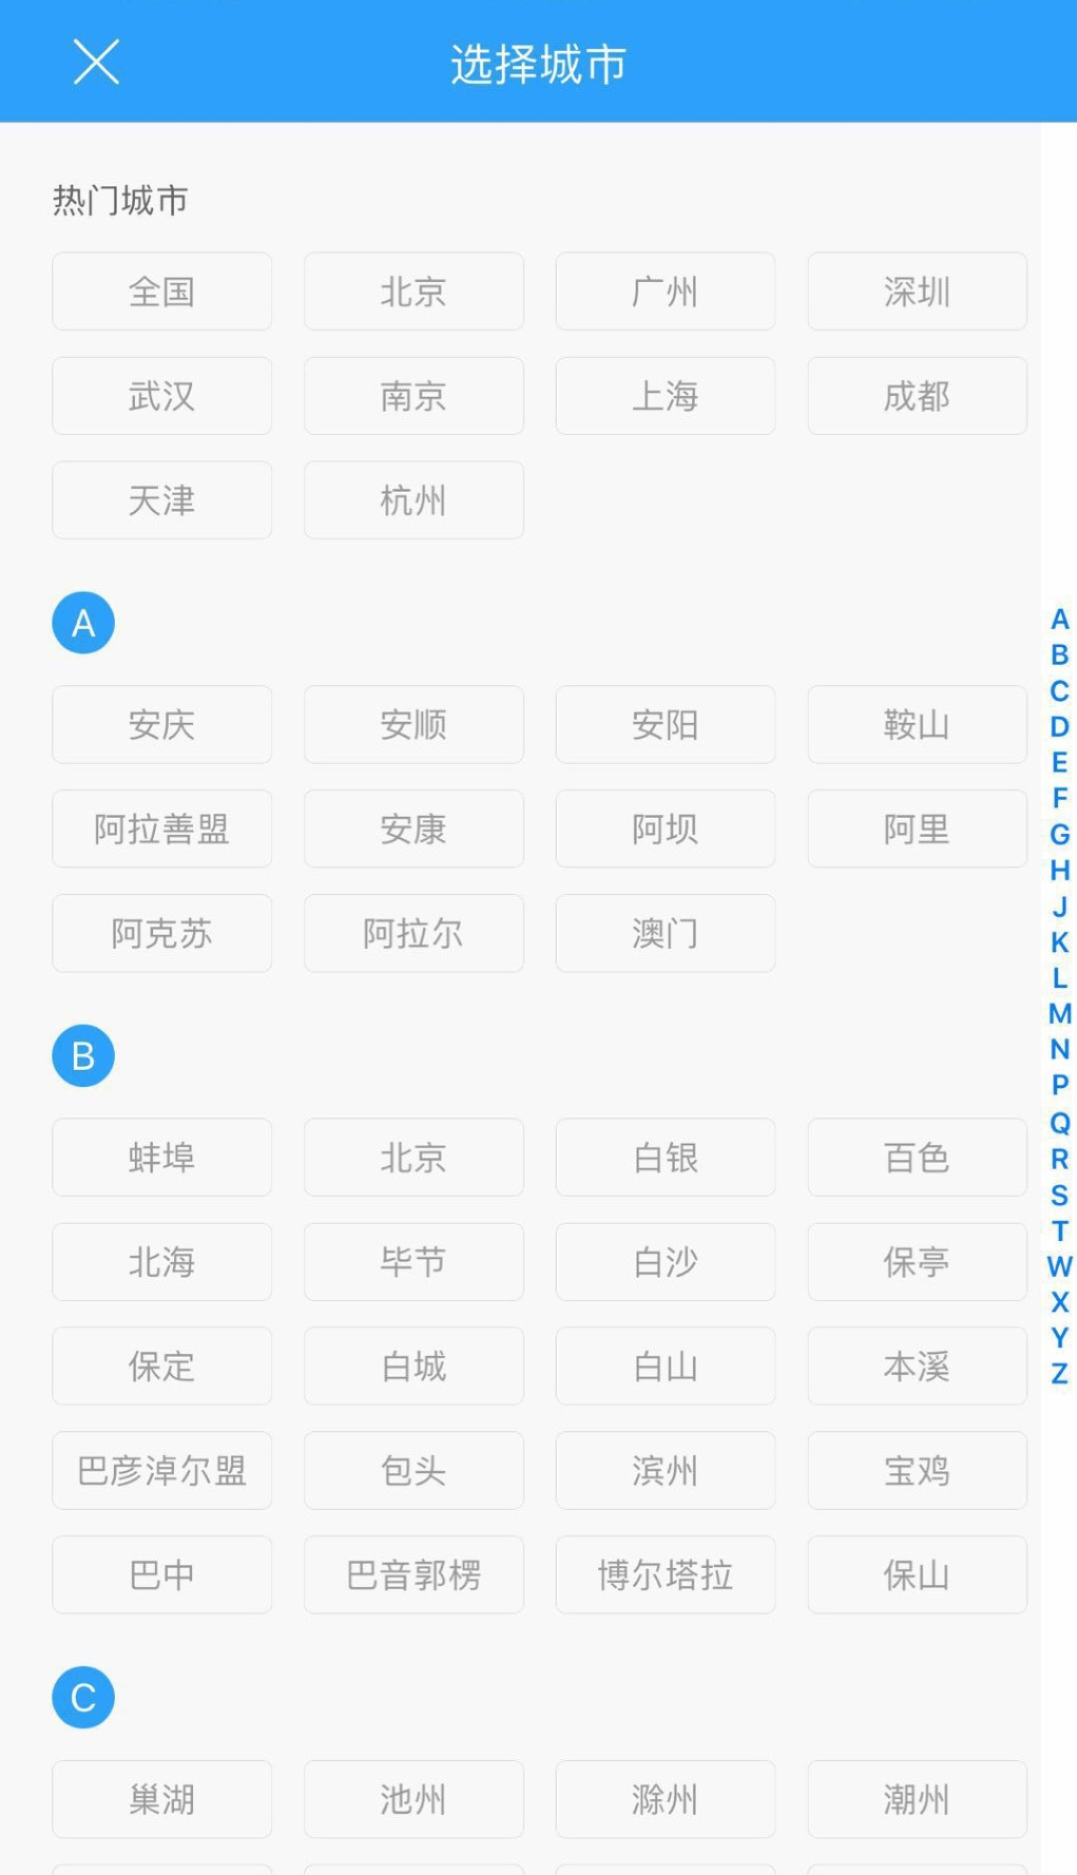 选择城市
热门城市
全国 北京 广州 深圳
武汉 南京 上海 成都
天津 杭州
A
安庆 安顺 安阳 鞍山
阿拉善盟 安康 阿坝 阿里
阿克苏 阿拉尔 澳门
B
蚌埠 北京 白银 百色
北海 毕节 白沙 保亭
保定 白城 白山 本溪
巴彦淖尔盟 包头 滨州 宝鸡
巴中 巴音郭楞 博尔塔拉 保山
C
巢湖 池州 滁州 潮州
A
B
C
D
E
F
G
H
J
K
L
M
N
P
Q
R
S
T
W
X
Y
Z